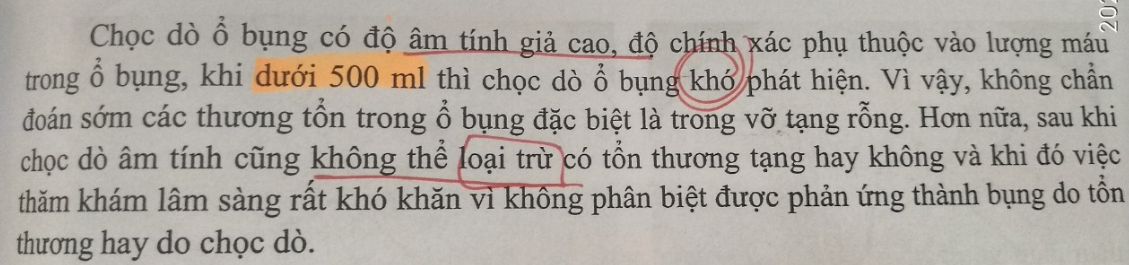 Chọc dò ổ bụng có độ âm tính giả cao, độ chính xác phụ thuộc vào lượng máu
trong ổ bụng, khi dưới 500 ml thì chọc dò ổ bụng khó phát hiện. Vì vậy, không chẩn
đoán sớm các thương tổn trong ổ bụng đặc biệt là trong vỡ tạng rỗng. Hơn nữa, sau khi
chọc dò âm tính cũng không thể loại trừ có tổn thương tạng hay không và khi đó việc
thăm khám lâm sàng rất khó khăn vì không phân biệt được phản ứng thành bụng do tổn
thương hay do chọc dò.